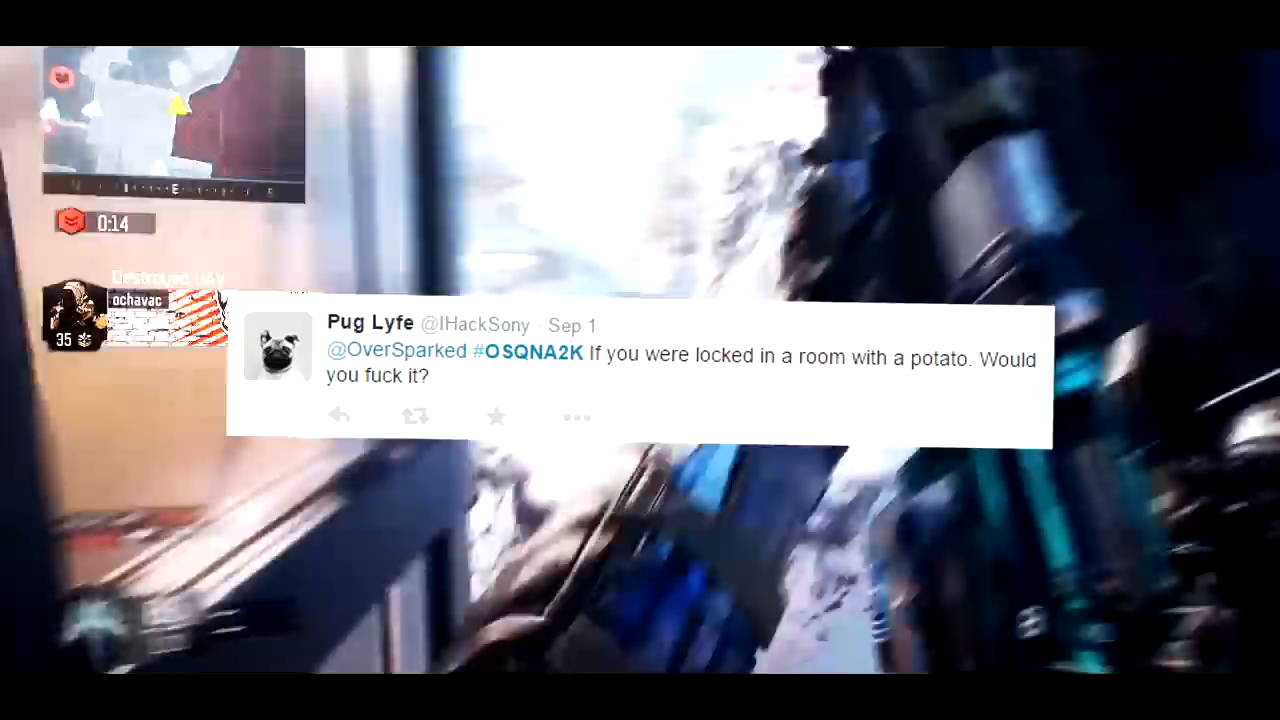 E
0:14
Destroyed UAV
ochavac
35
Pug Lyfe @IHackSony · Sep 1
@OverSparked #OSQNA2K If you were locked in a room with a potato. Would
you fuck it?